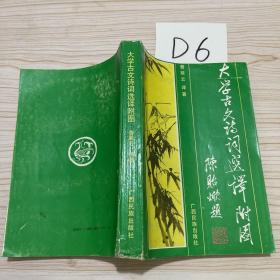 D6
大学古文诗词选译附图
广西民族出版社
译著
大学古文诗词选译 附图
陈贻焮题
广西民族出版社